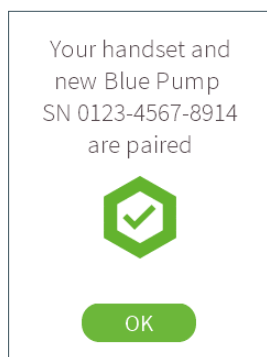 Your handset and
new Blue Pump
SN 0123-4567-8914
are paired
OK